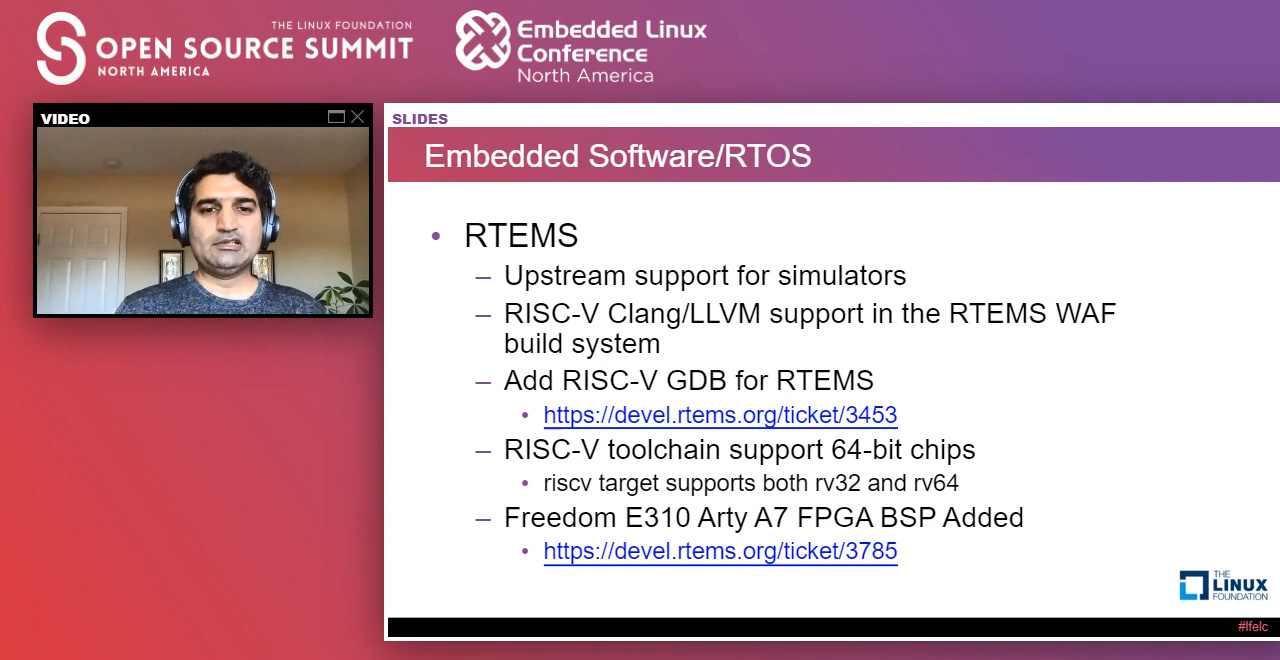 THE LINUX FOUNDATION
OPEN SOURCE SUMMIT
NORTH AMERICA
Embedded Linux
Conference
North America
VIDEO
SLIDES
Embedded Software/RTOS
• RTEMS
– Upstream support for simulators
– RISC-V Clang/LLVM support in the RTEMS WAF
build system
– Add RISC-V GDB for RTEMS
• https://devel.rtems.org/ticket/3453
– RISC-V toolchain support 64-bit chips
• riscv target supports both rv32 and rv64
– Freedom E310 Arty A7 FPGA BSP Added
• https://devel.rtems.org/ticket/3785
THE
LINUX
FOUNDATION
#lfelc